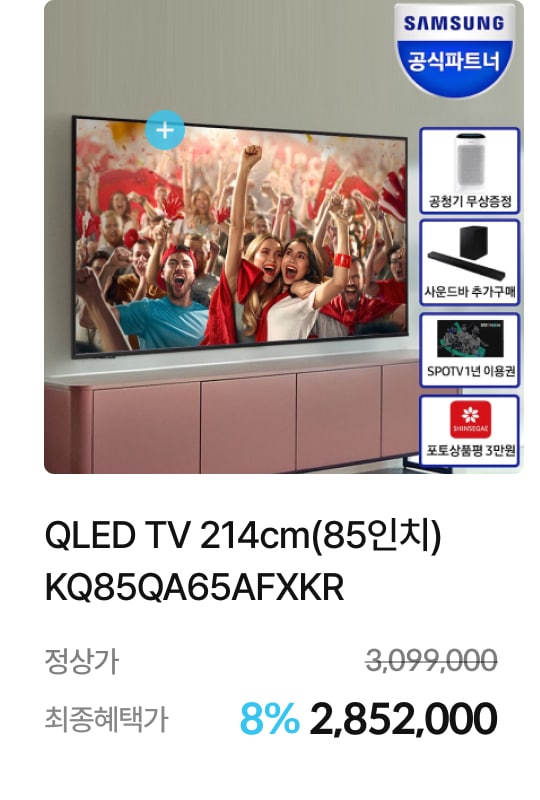 SAMSUNG
공식파트너
공청기 무상증정
사운드바 추가구매
SPOTV 1년 이용권
SHINSEGAE
포토상품평 3만원
QLED TV 214cm(85인치)
KQ85QA65AFXKR
정상가 3,099,000
최종혜택가 8% 2,852,000